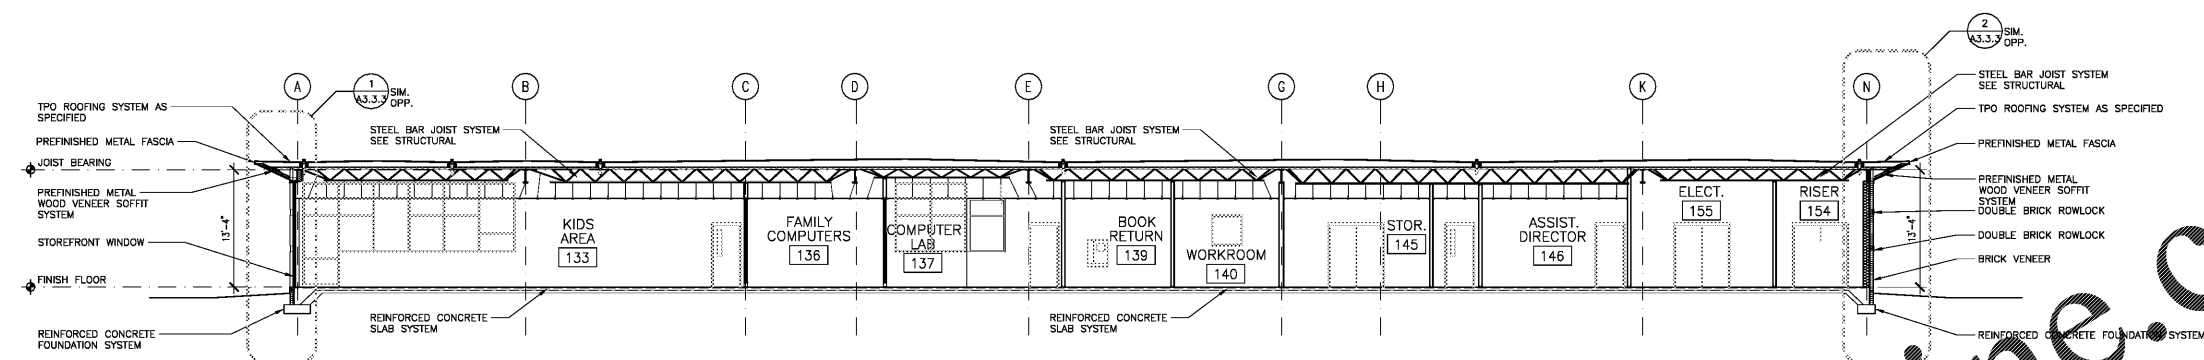 2
A3.3.3
SIM.
OPP.
1
A3.3.3
SIM.
OPP.
A
B
C
D
E
G
H
K
N
TPO ROOFING SYSTEM AS
SPECIFIED
PREFINISHED METAL FASCIA
JOIST BEARING
PREFINISHED METAL
WOOD VENEER SOFFIT
SYSTEM
13'-4"
STOREFRONT WINDOW
FINISH FLOOR
REINFORCED CONCRETE
FOUNDATION SYSTEM
STEEL BAR JOIST SYSTEM
SEE STRUCTURAL
STEEL BAR JOIST SYSTEM
SEE STRUCTURAL
KIDS
AREA
133
FAMILY
COMPUTERS
136
COMPUTER
LAB
137
BOOK
RETURN
139
WORKROOM
140
STOR.
145
ASSIST.
DIRECTOR
146
ELECT.
155
RISER
154
REINFORCED CONCRETE
SLAB SYSTEM
REINFORCED CONCRETE
SLAB SYSTEM
STEEL BAR JOIST SYSTEM
SEE STRUCTURAL
TPO ROOFING SYSTEM AS SPECIFIED
PREFINISHED METAL FASCIA
PREFINISHED METAL
WOOD VENEER SOFFIT
SYSTEM
DOUBLE BRICK ROWLOCK
13'-4"
DOUBLE BRICK ROWLOCK
BRICK VENEER
REINFORCED CONCRETE FOUNDATION SYSTEM